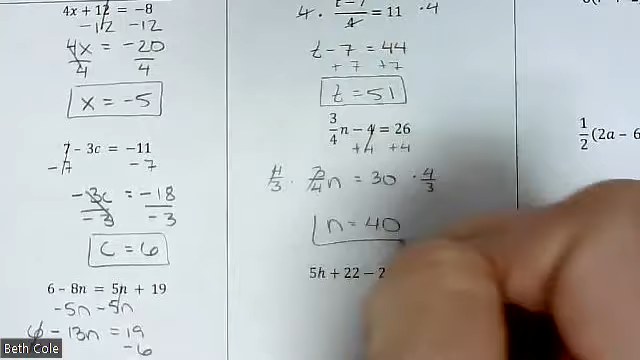 4x + 12 = −8
−12 −12
4x = −20
4 4
x = −5
7 − 3c = −11
−7 −7
−3c = −18
−3 −3
c = 6
6 − 8n = 5n + 19
−5n −5n
6 − 13n = 19
−6
4 · = 11 · 4
4
t − 7 = 44
+7 +7
t = 51
3/4 n − 4 = 26
+4 +4
4/3 · 3/4 n = 30 · 4/3
n = 40
5h + 22 − 2
1/2 (2a − 6
Beth Cole